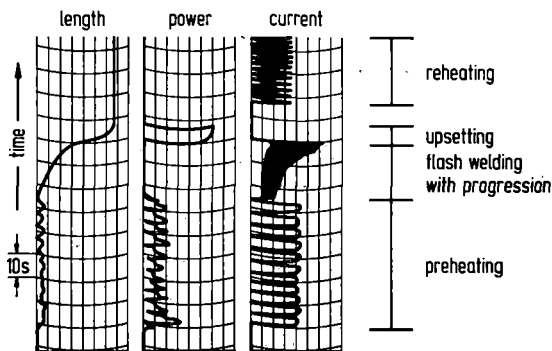 length power current
reheating
time
upsetting
flash welding
with progression
10s
preheating